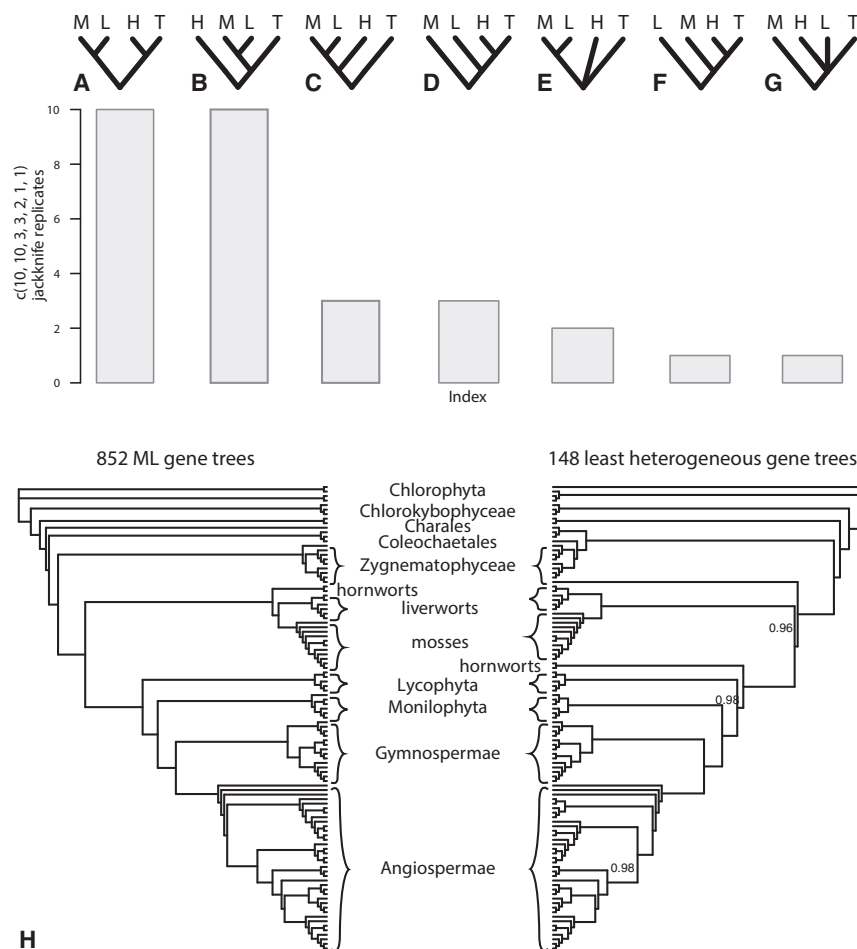 M L H T H M L T M L H T M L H T M L H T L M H T M H L T
A B C D E F G
c(10, 10, 3, 3, 2, 1, 1)
jackknife replicates
10
8
6
4
2
0
Index
852 ML gene trees
148 least heterogeneous gene trees
Chlorophyta
Chlorokybophyceae
Charales
Coleochaetales
Zygnematophyceae
hornworts
liverworts
0.96
mosses
hornworts
Lycophyta
0.98
Monilophyta
Gymnospermae
Angiospermae
0.98
H